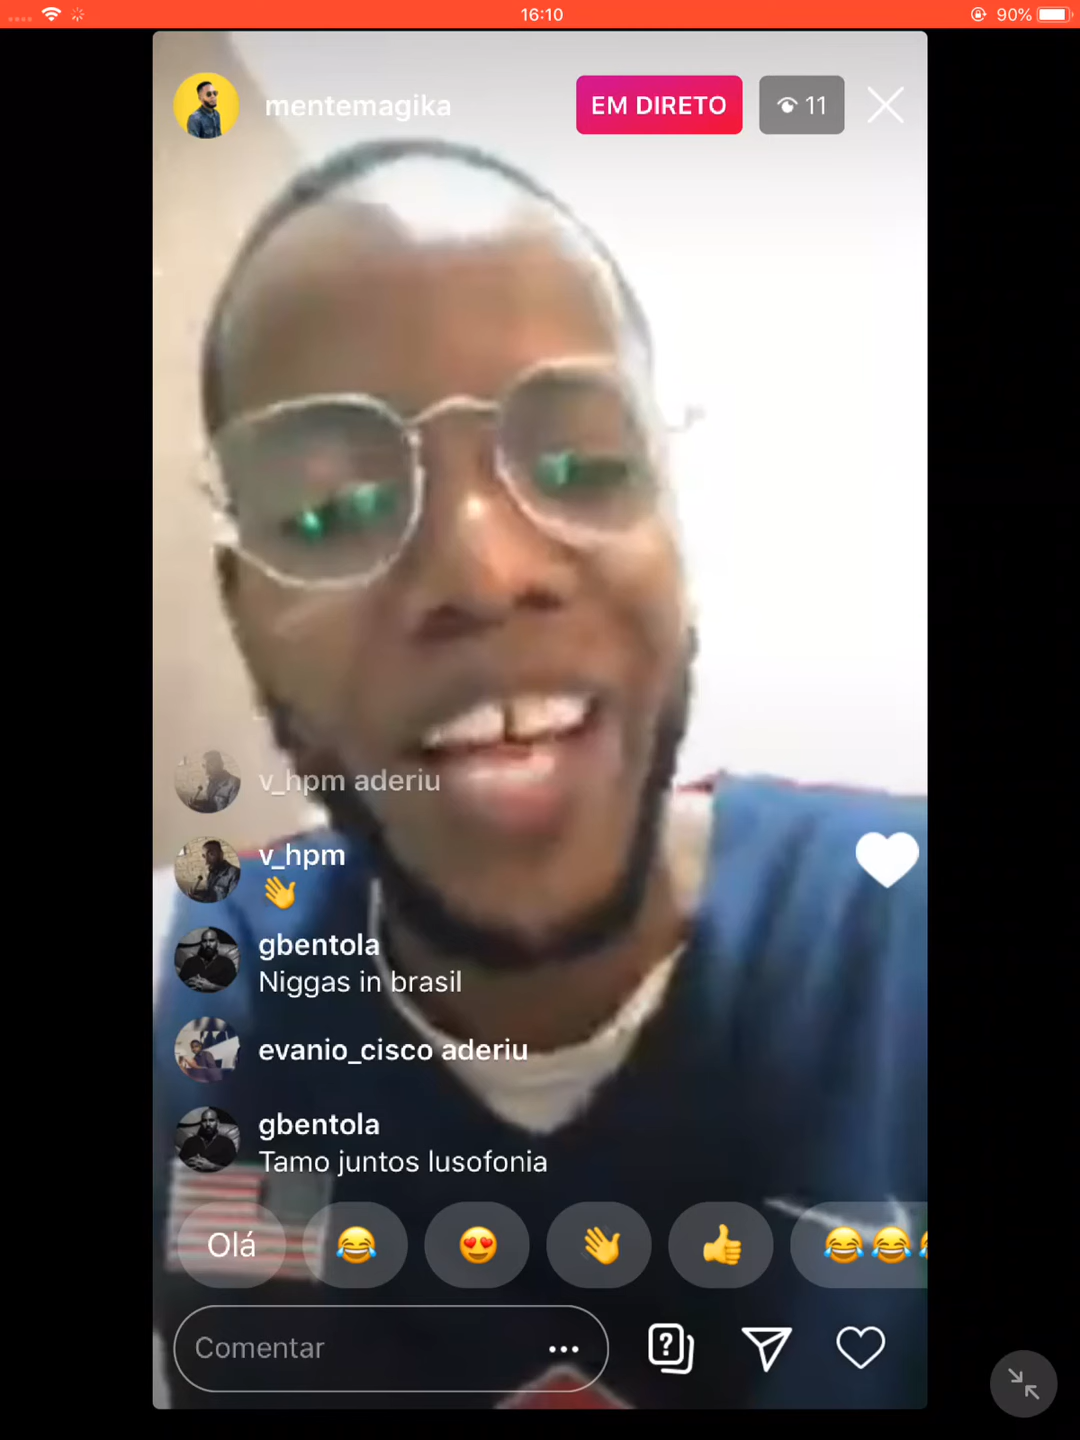 16:10
90%
mentemagika
EM DIRETO
11
v_hpm aderiu
v_hpm
👋
gbentola
Niggas in brasil
evanio_cisco aderiu
gbentola
Tamo juntos lusofonia
Olá 😂 😍 👋 👍 😂😂
Comentar